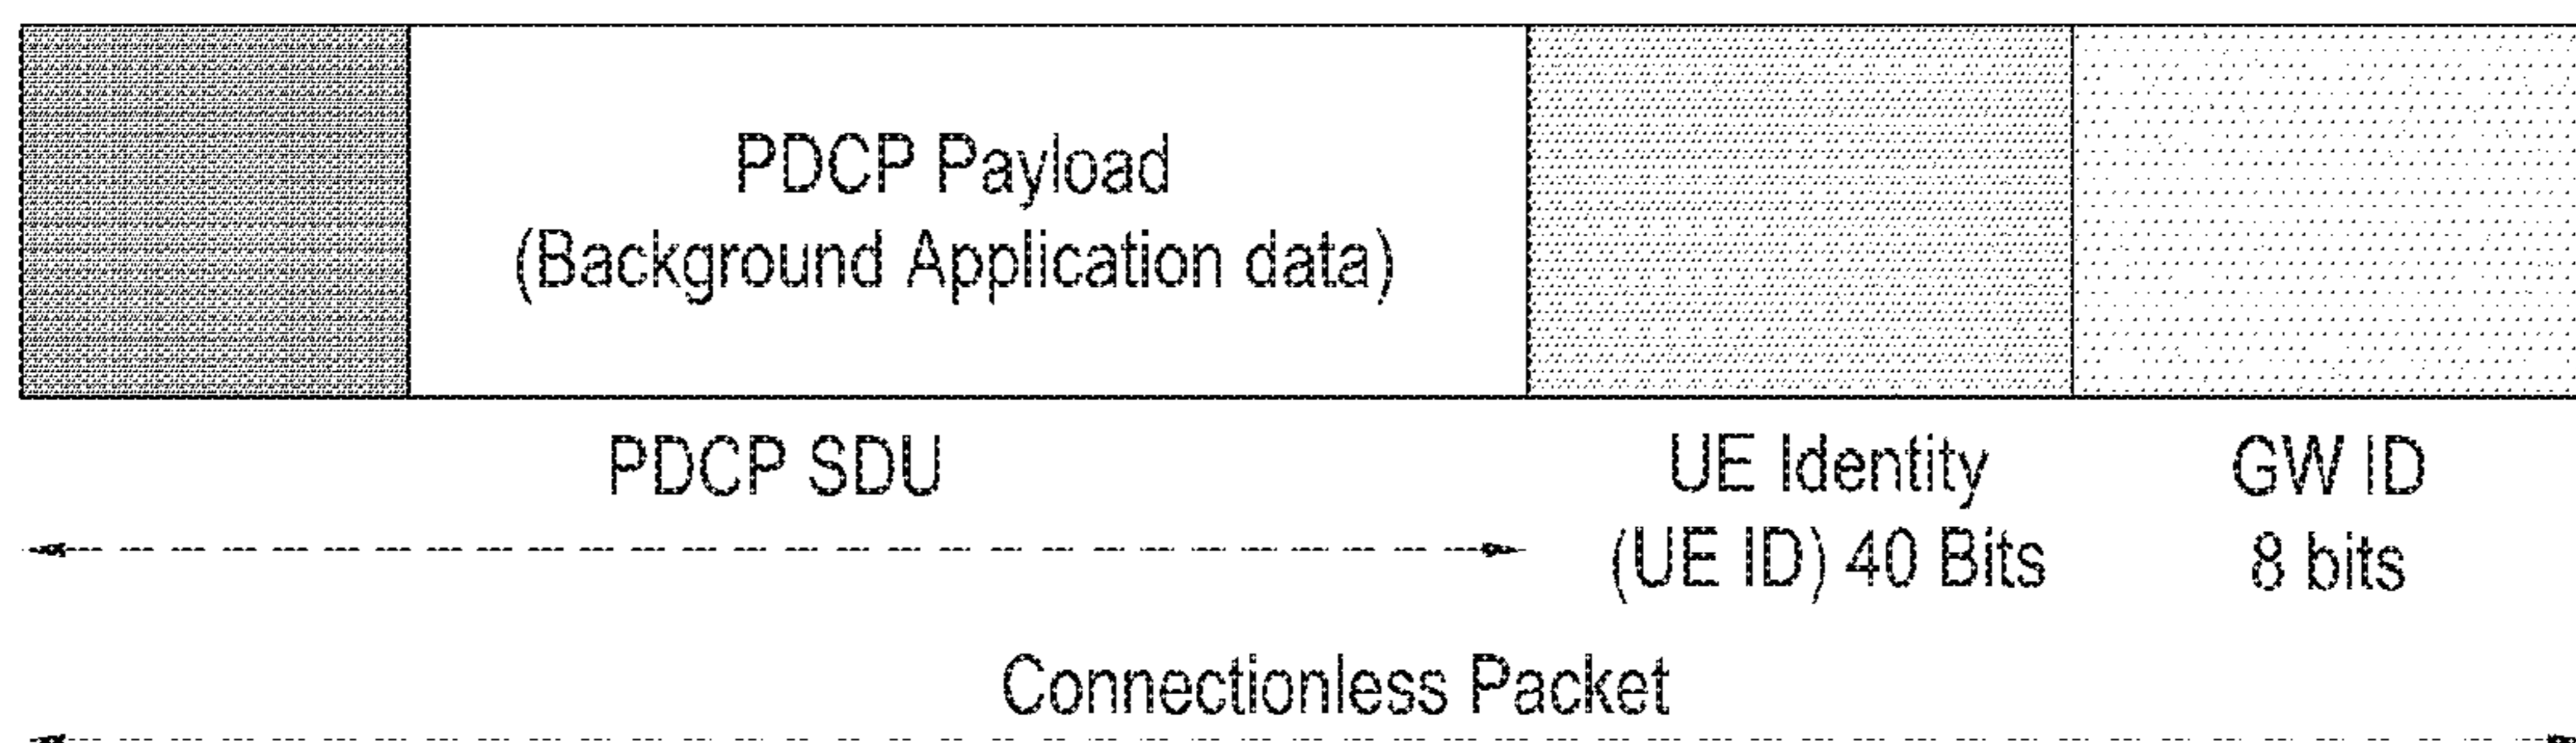 PDCP Payload
(Background Application data)
PDCP SDU
UE Identity
(UE ID) 40 Bits
GW ID
8 bits
Connectionless Packet